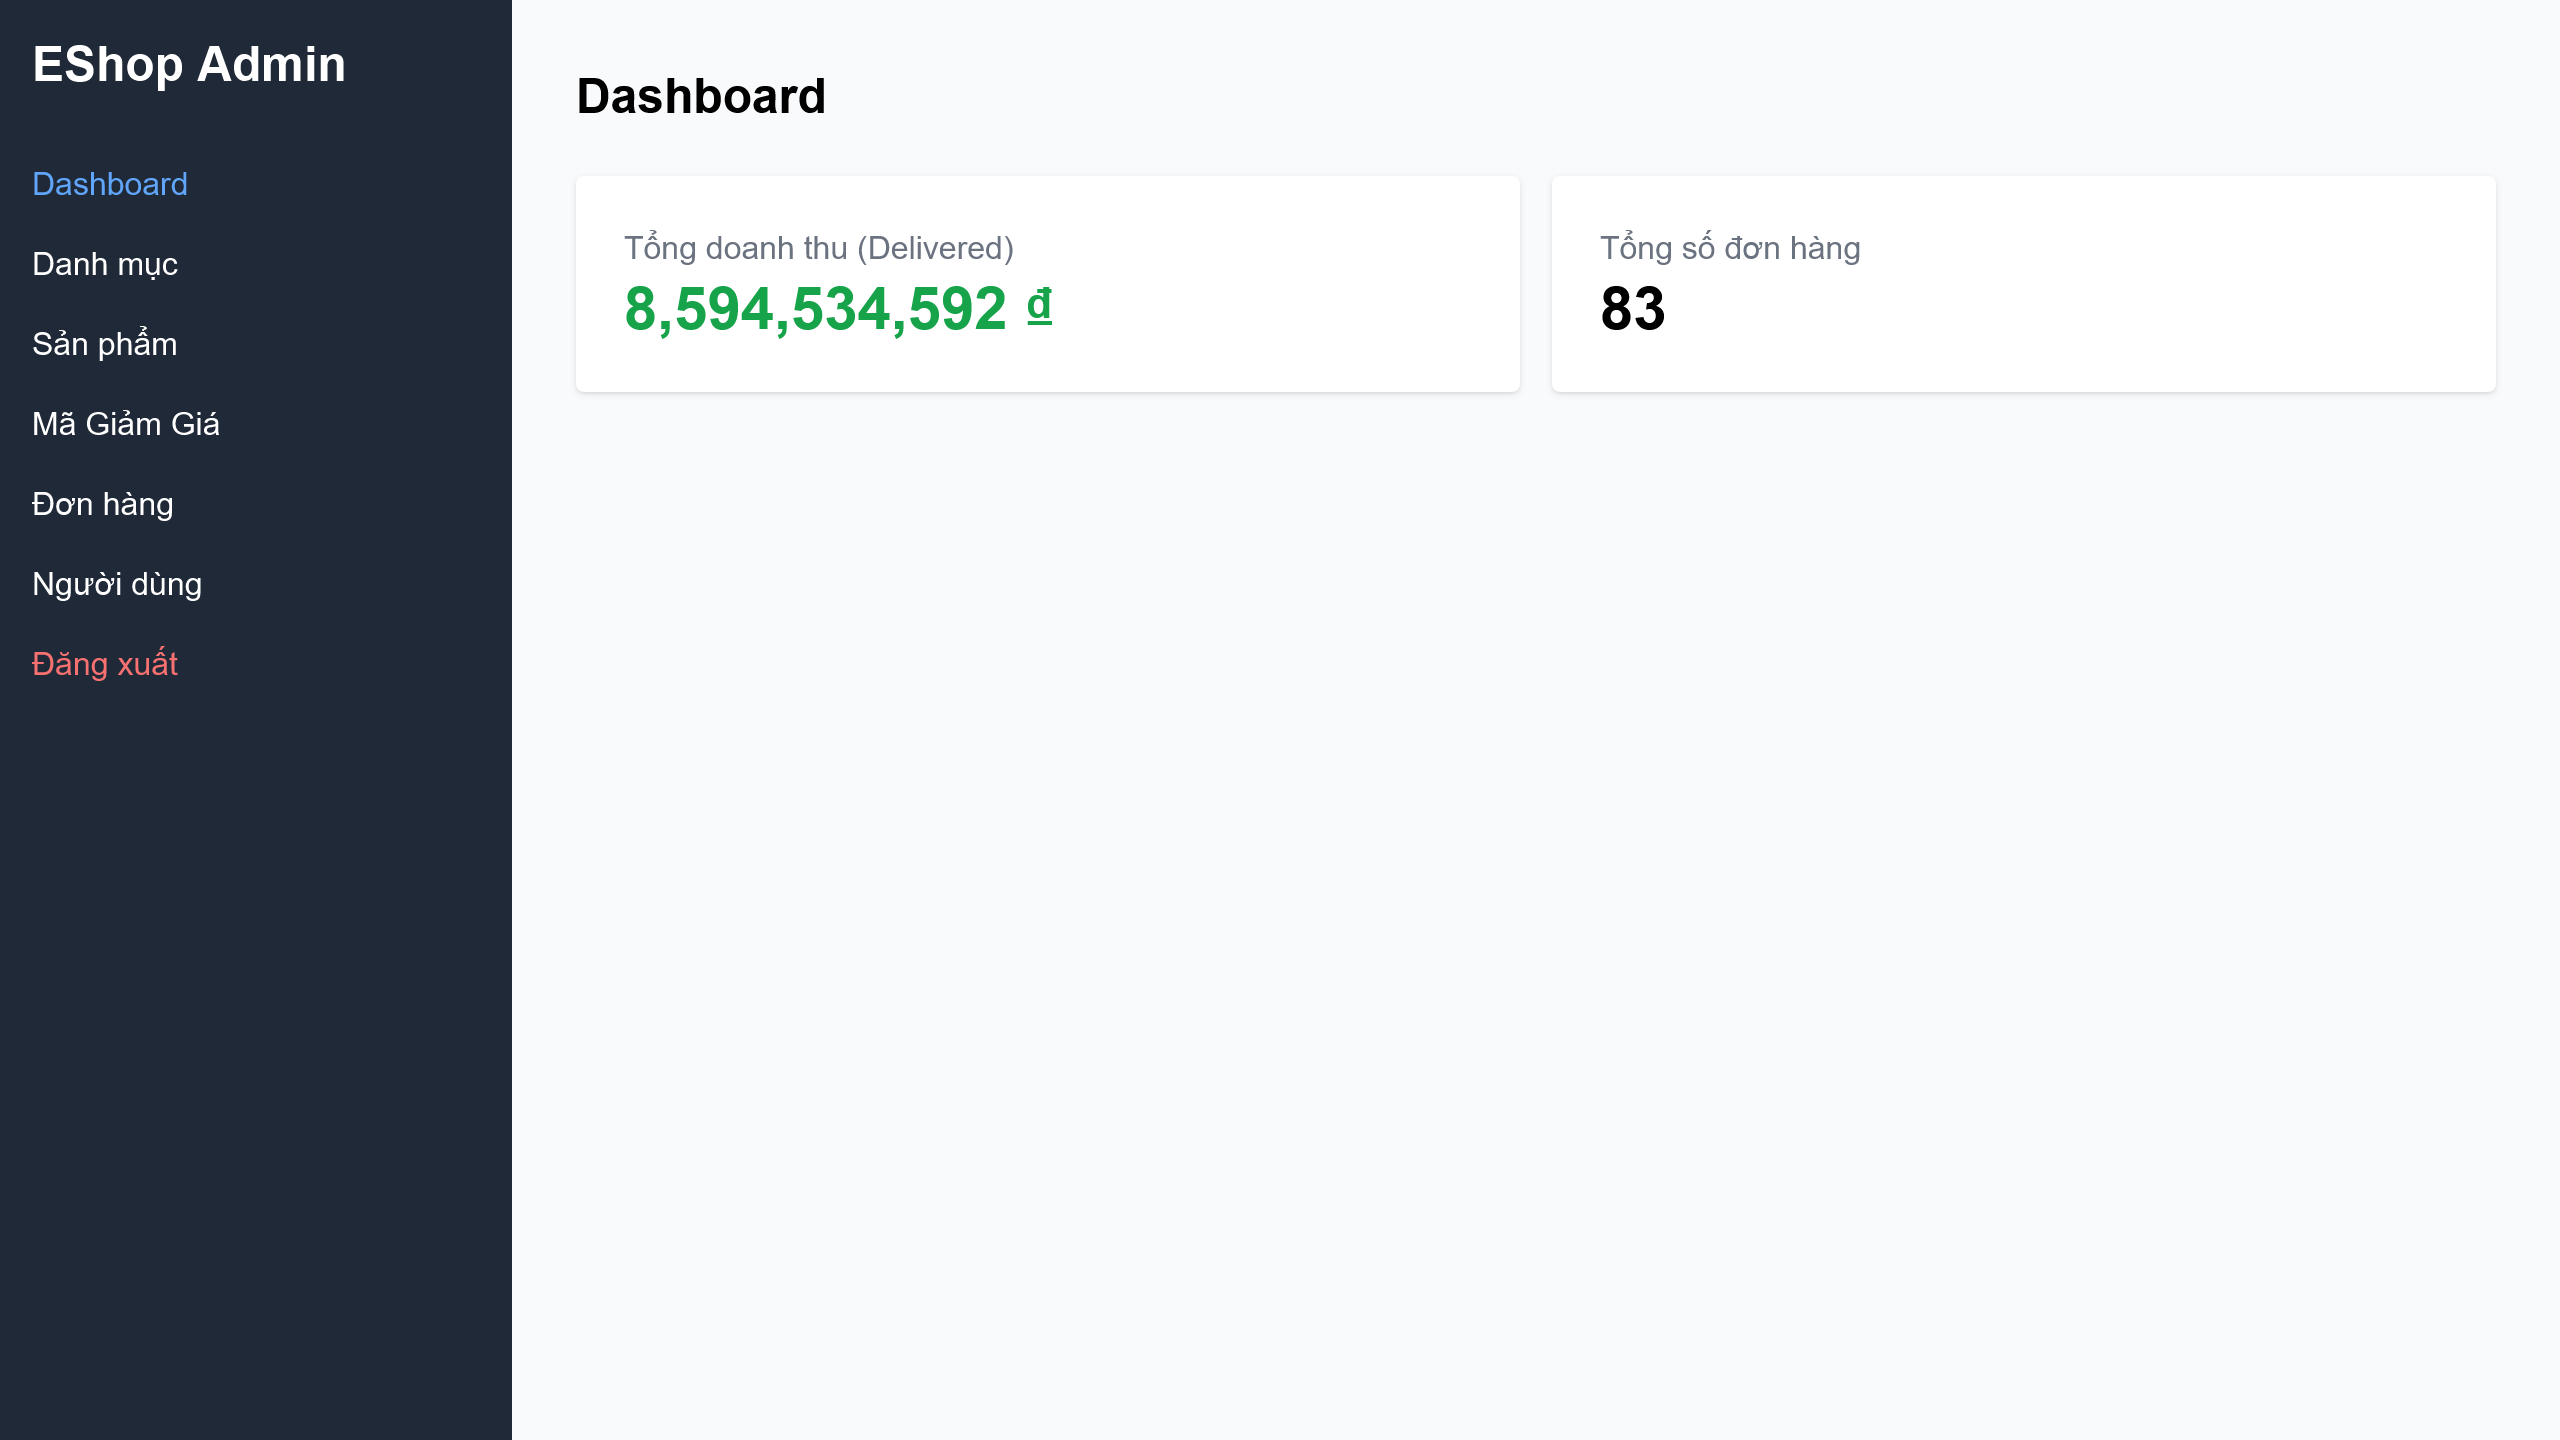 EShop Admin
Dashboard
Danh mục
Sản phẩm
Mã Giảm Giá
Đơn hàng
Người dùng
Đăng xuất
Dashboard
Tổng doanh thu (Delivered)
8,594,534,592 ₫
Tổng số đơn hàng
83